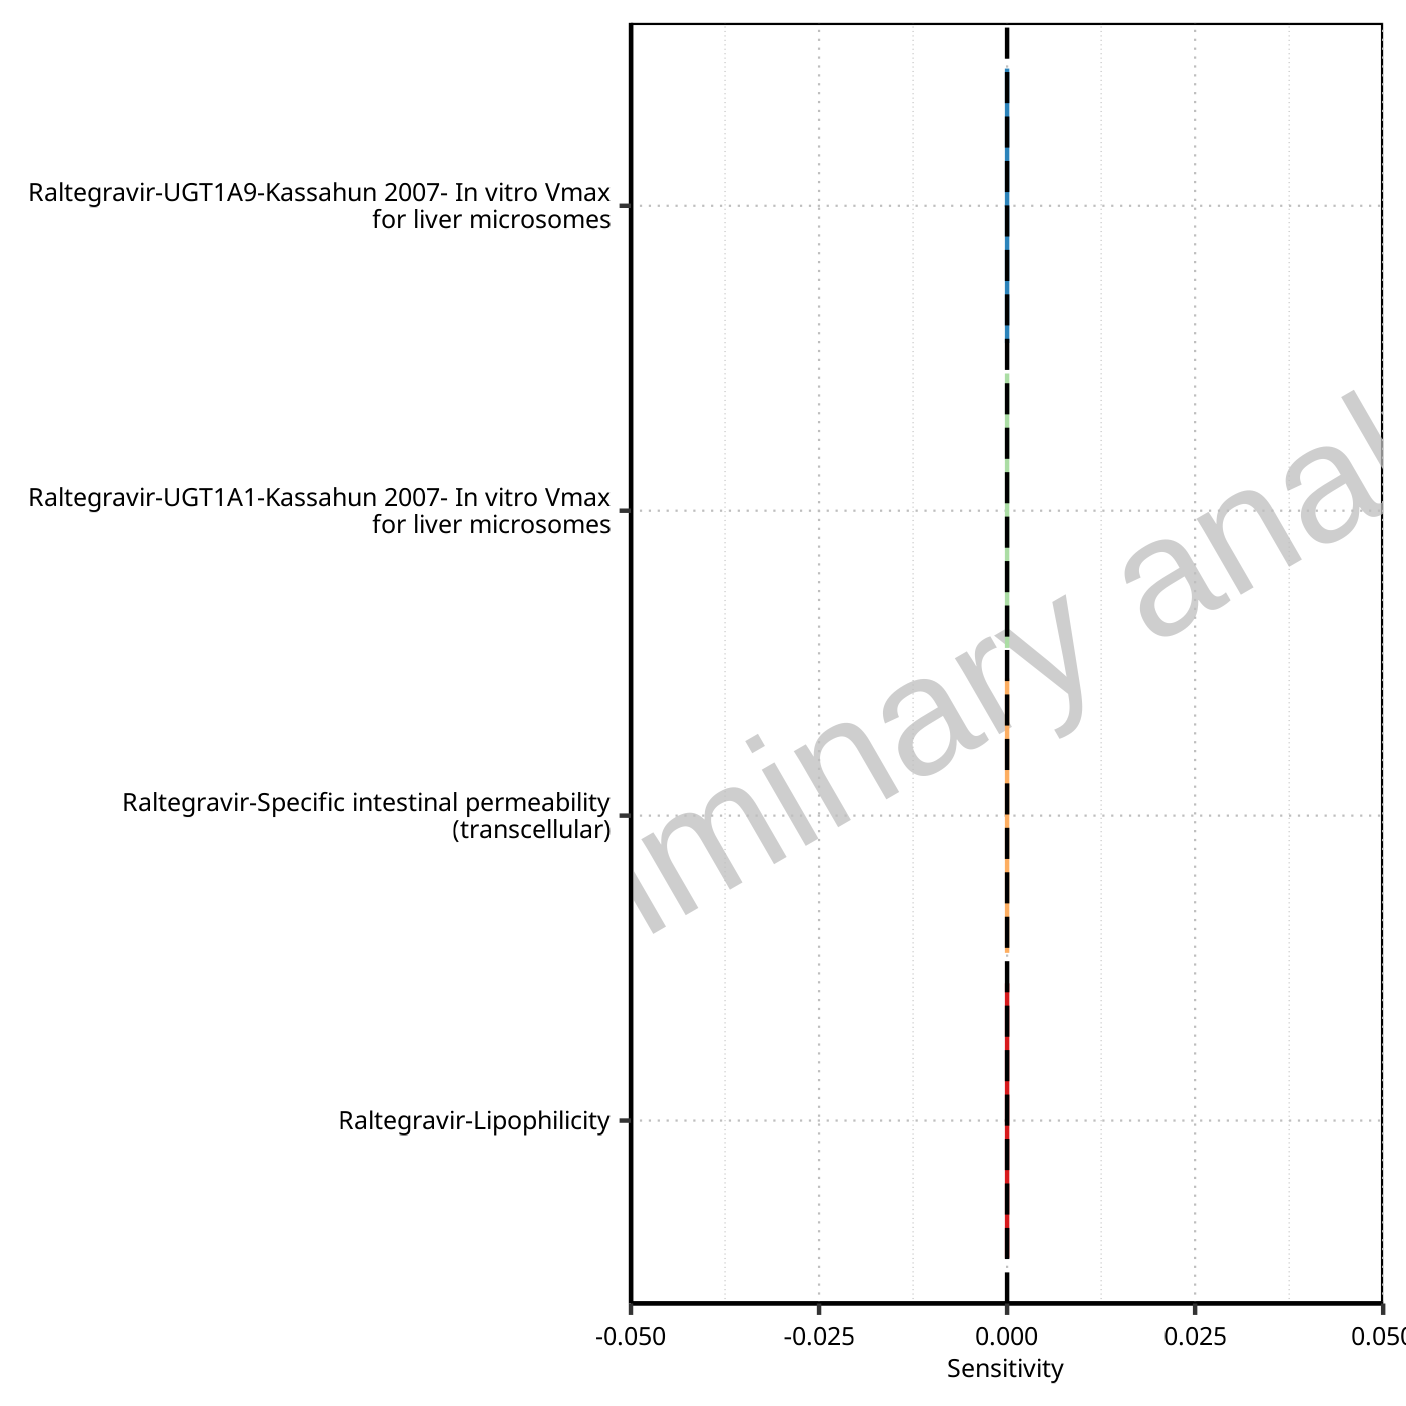 Raltegravir-UGT1A9-Kassahun 2007- In vitro Vmax
for liver microsomes
Raltegravir-UGT1A1-Kassahun 2007- In vitro Vmax
for liver microsomes
Raltegravir-Specific intestinal permeability
(transcellular)
Raltegravir-Lipophilicity
minary anal
-0.050 -0.025 0.000 0.025 0.050
Sensitivity